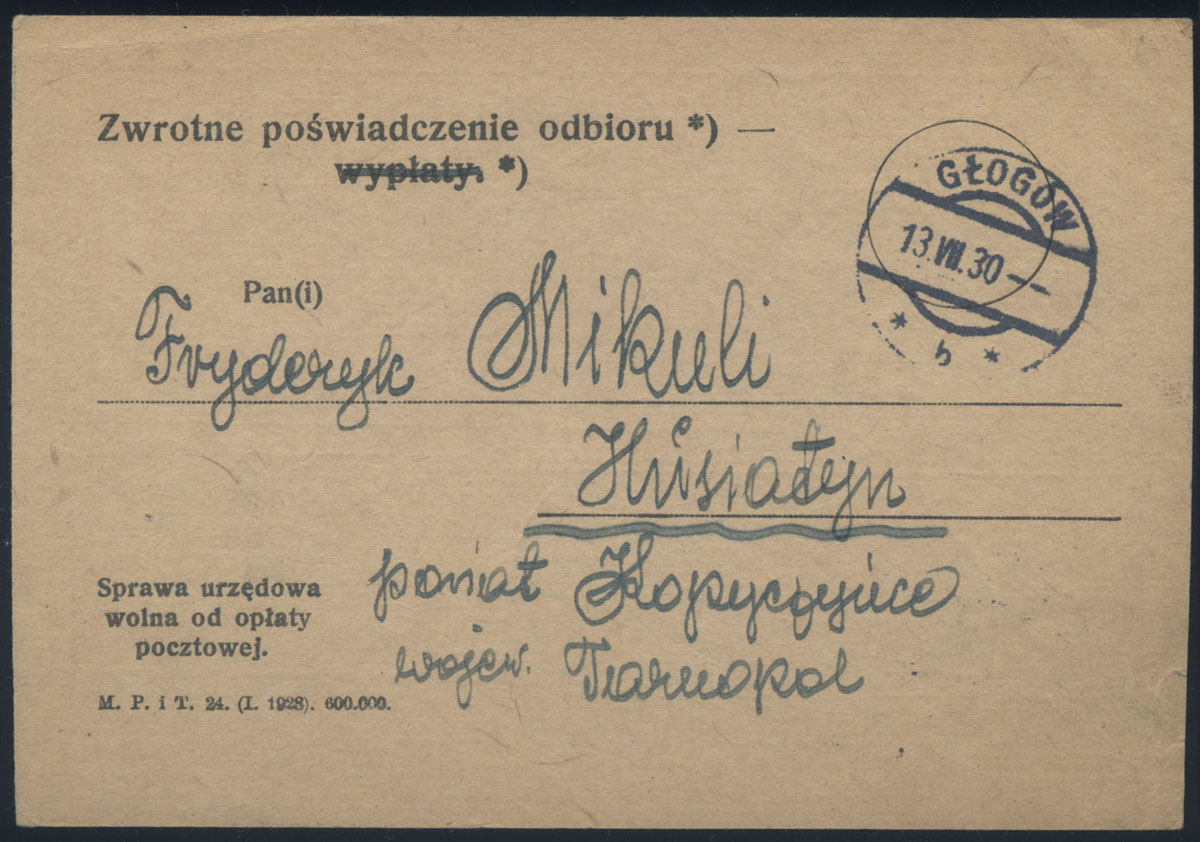 Zwrotne poświadczenie odbioru *) —
wypłaty. *)
GŁOGÓW
13.VII.30
* b *
Pan(i)
Fryderyk Mikuli
Husiatyn
powiat Kopyczyńce
wojew. Tarnopol
Sprawa urzędowa
wolna od opłaty
pocztowej.
M. P. i T. 24. (I. 1928). 600.000.